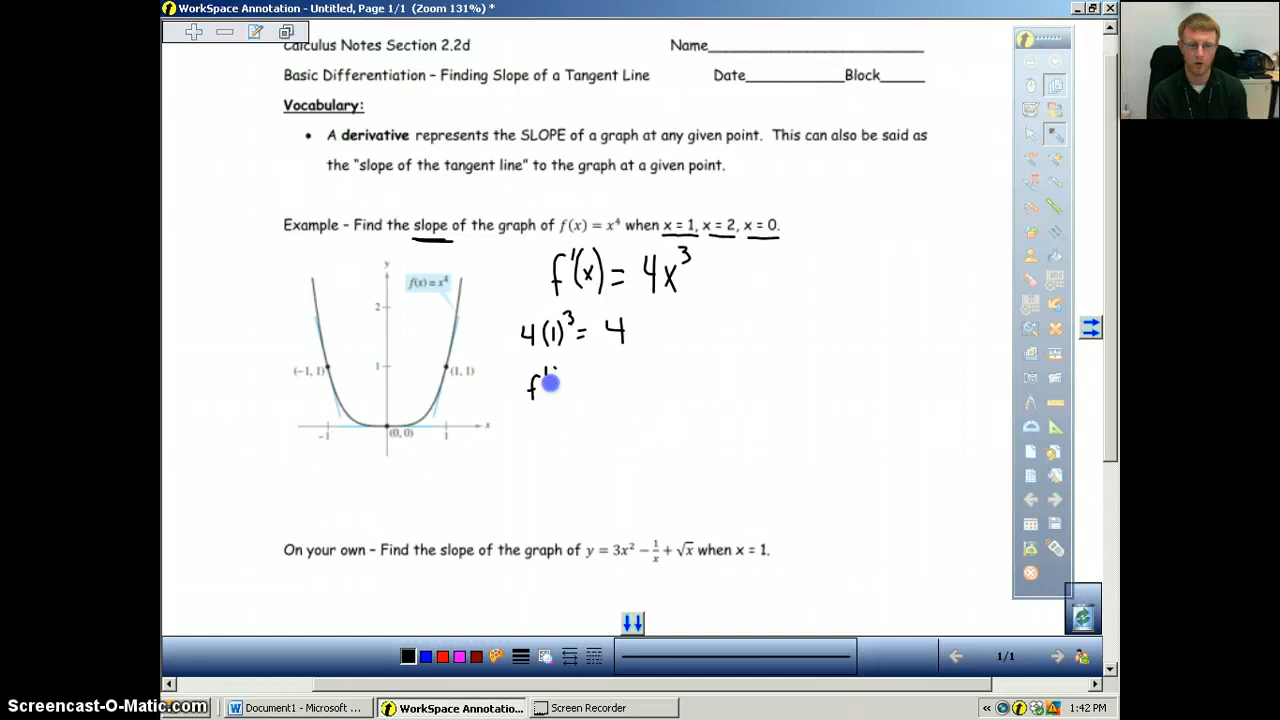 WorkSpace Annotation - Untitled, Page 1/1 (Zoom 131%) *
Calculus Notes Section 2.2d Name
Basic Differentiation – Finding Slope of a Tangent Line Date Block
Vocabulary:
• A derivative represents the SLOPE of a graph at any given point. This can also be said as
the “slope of the tangent line” to the graph at a given point.
Example – Find the slope of the graph of f(x) = x⁴ when x = 1, x = 2, x = 0.
f'(x) = 4x³
y
f(x) = x⁴
2
4(1)³ = 4
(−1, 1) 1 (1, 1)
f'
(0, 0) x
−1 1
On your own – Find the slope of the graph of y = 3x² − 1/x + √x when x = 1.
1/1
Screencast-O-Matic.com
Document1 - Microsoft ...
WorkSpace Annotatio...
Screen Recorder
1:42 PM